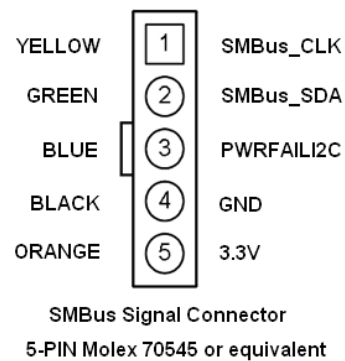 YELLOW 1 SMBus_CLK
GREEN 2 SMBus_SDA
BLUE 3 PWRFAILI2C
BLACK 4 GND
ORANGE 5 3.3V
SMBus Signal Connector
5-PIN Molex 70545 or equivalent